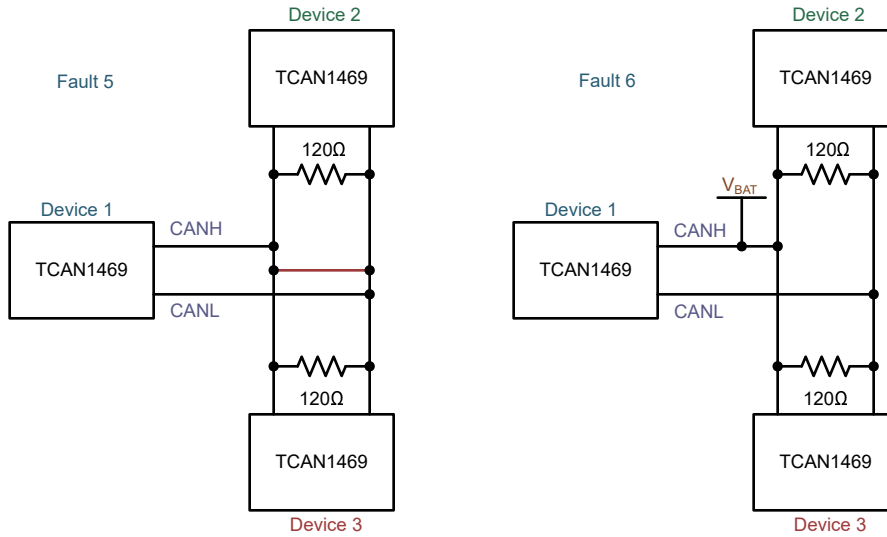 Device 2
TCAN1469
Fault 5
120Ω
Device 1
CANH
TCAN1469
CANL
120Ω
TCAN1469
Device 3
Device 2
TCAN1469
Fault 6
120Ω
VBAT
Device 1
CANH
TCAN1469
CANL
120Ω
TCAN1469
Device 3